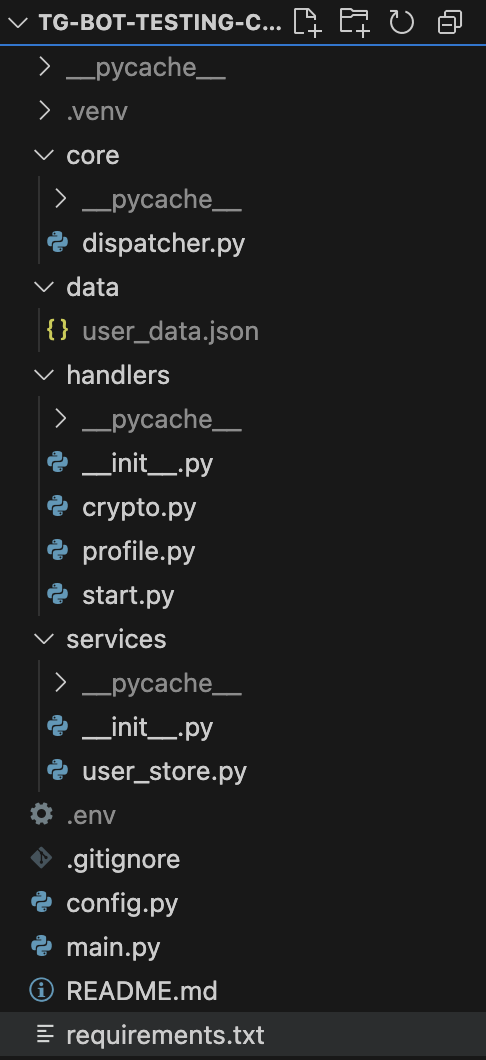 TG-BOT-TESTING-C...
__pycache__
.venv
core
__pycache__
dispatcher.py
data
{} user_data.json
handlers
__pycache__
__init__.py
crypto.py
profile.py
start.py
services
__pycache__
__init__.py
user_store.py
.env
.gitignore
config.py
main.py
README.md
requirements.txt